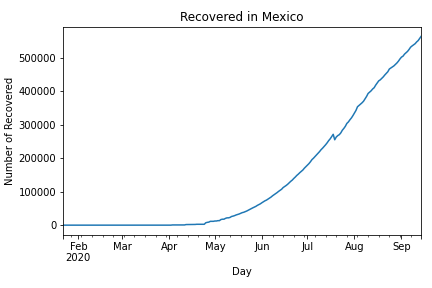 Recovered in Mexico
Number of Recovered
500000
400000
300000
200000
100000
0
Feb Mar Apr May Jun Jul Aug Sep
2020
Day